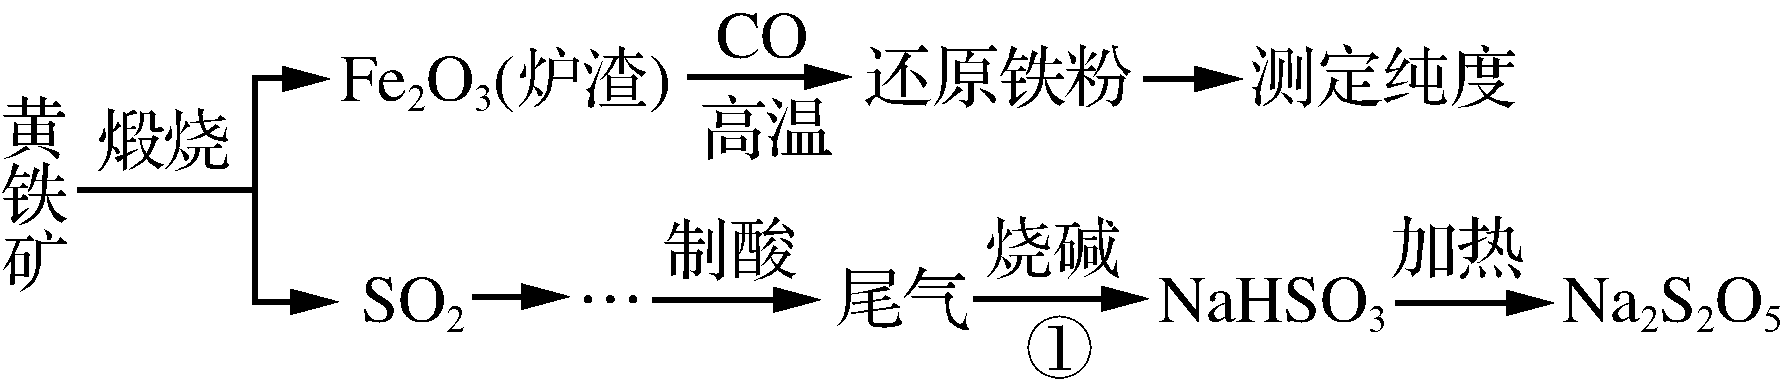 黄铁矿
煅烧
Fe₂O₃(炉渣)
CO
高温
还原铁粉
测定纯度
SO₂
…
制酸
尾气
烧碱
①
NaHSO₃
加热
Na₂S₂O₅